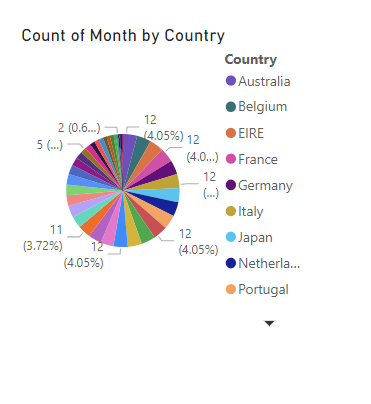 Count of Month by Country
Country
Australia
Belgium
EIRE
France
Germany
Italy
Japan
Netherla...
Portugal
2 (0.6...)
5 (...)
12
(4.05%)
12
(4.0...)
12
(...)
12
(4.05%)
12
(4.05%)
11
(3.72%)